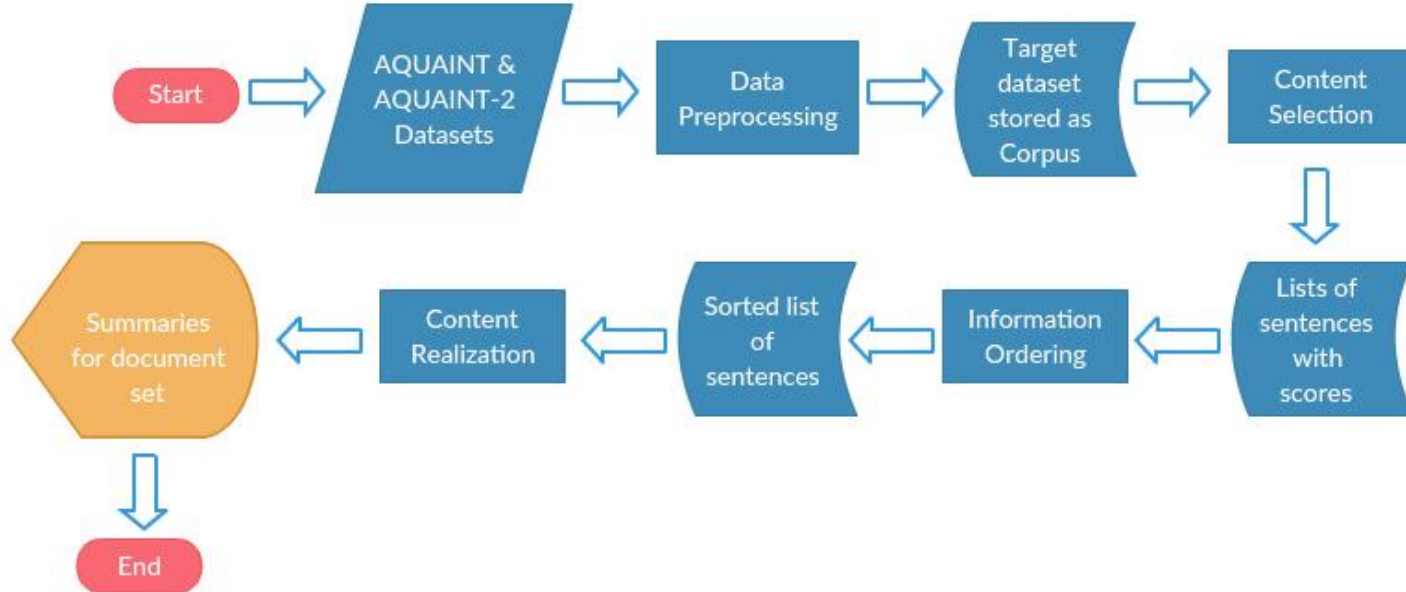 Start
AQUAINT &
AQUAINT-2
Datasets
Data
Preprocessing
Target
dataset
stored as
Corpus
Content
Selection
Lists of
sentences
with
scores
Information
Ordering
Sorted list
of
sentences
Content
Realization
Summaries
for document
set
End